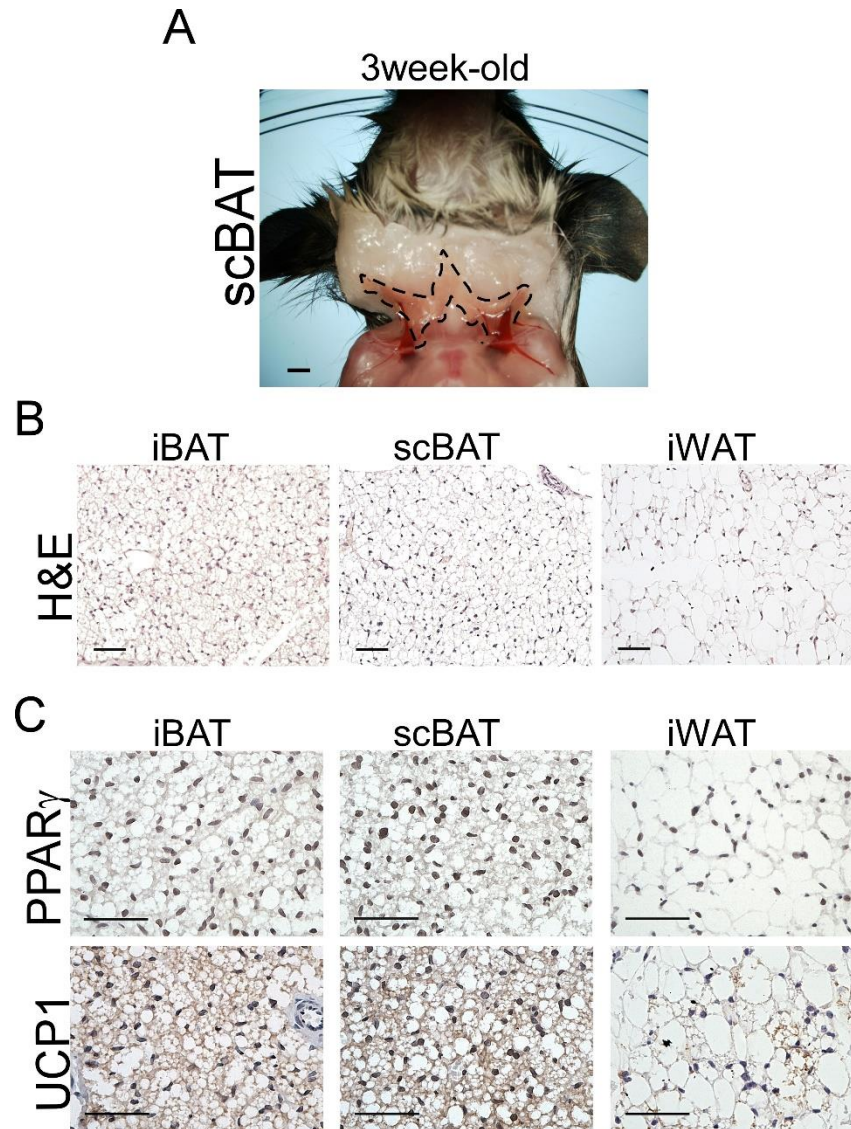 A
3week-old
scBAT
B
iBAT scBAT iWAT
H&E
C
iBAT scBAT iWAT
PPARγ
UCP1